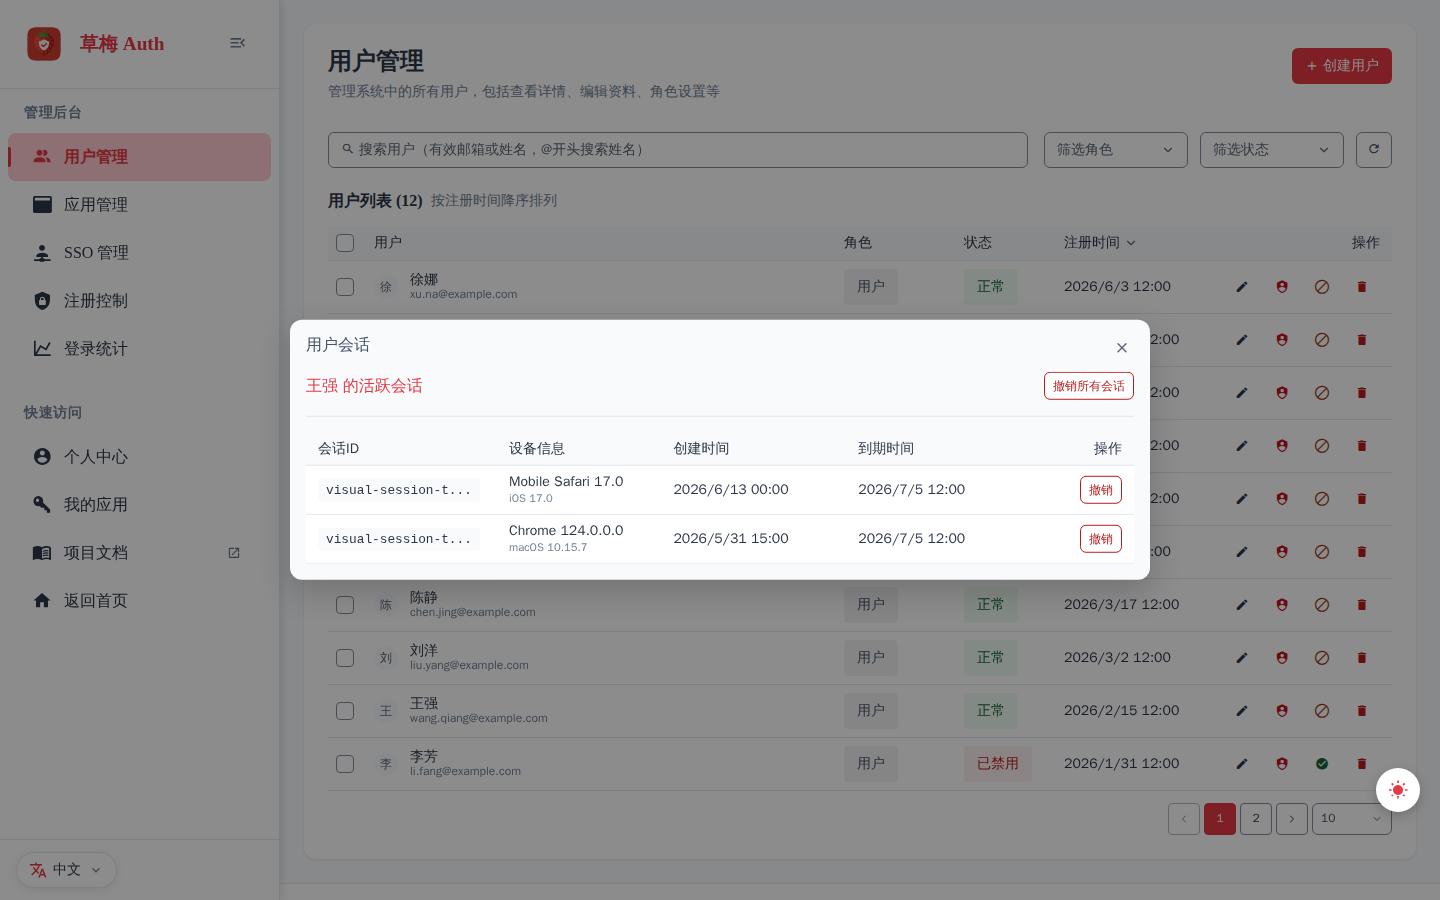 草梅 Auth
管理后台
用户管理
应用管理
SSO 管理
注册控制
登录统计
快速访问
个人中心
我的应用
项目文档
返回首页
中文
用户管理
管理系统中的所有用户，包括查看详情、编辑资料、角色设置等
创建用户
搜索用户（有效邮箱或姓名，@开头搜索姓名）
筛选角色
筛选状态
用户列表 (12) 按注册时间降序排列
用户 角色 状态 注册时间 操作
徐 徐娜 用户 正常 2026/6/3 12:00
xu.na@example.com
2:00
2:00
2:00
2:00
:00
用户会话
王强 的活跃会话
撤销所有会话
会话ID 设备信息 创建时间 到期时间 操作
visual-session-t... Mobile Safari 17.0 2026/6/13 00:00 2026/7/5 12:00 撤销
iOS 17.0
visual-session-t... Chrome 124.0.0.0 2026/5/31 15:00 2026/7/5 12:00 撤销
macOS 10.15.7
陈 陈静 用户 正常 2026/3/17 12:00
chen.jing@example.com
刘 刘洋 用户 正常 2026/3/2 12:00
liu.yang@example.com
王 王强 用户 正常 2026/2/15 12:00
wang.qiang@example.com
李 李芳 用户 已禁用 2026/1/31 12:00
li.fang@example.com
1 2 10